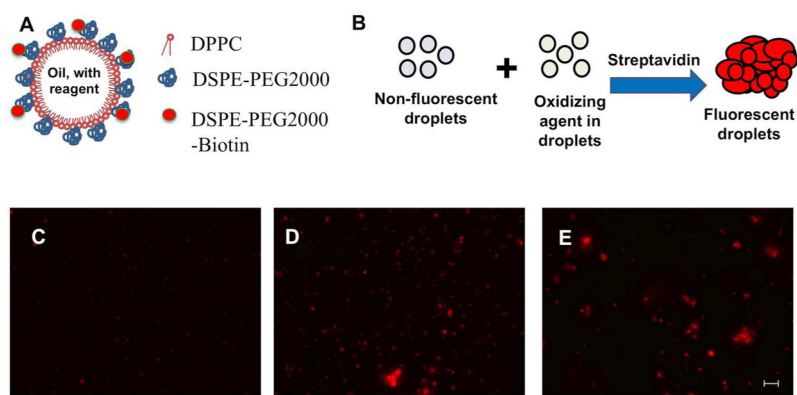 A
Oil, with
reagent
DPPC
DSPE-PEG2000
DSPE-PEG2000
-Biotin
B
Non-fluorescent
droplets
+
Oxidizing
agent in
droplets
Streptavidin
Fluorescent
droplets
C
D
E